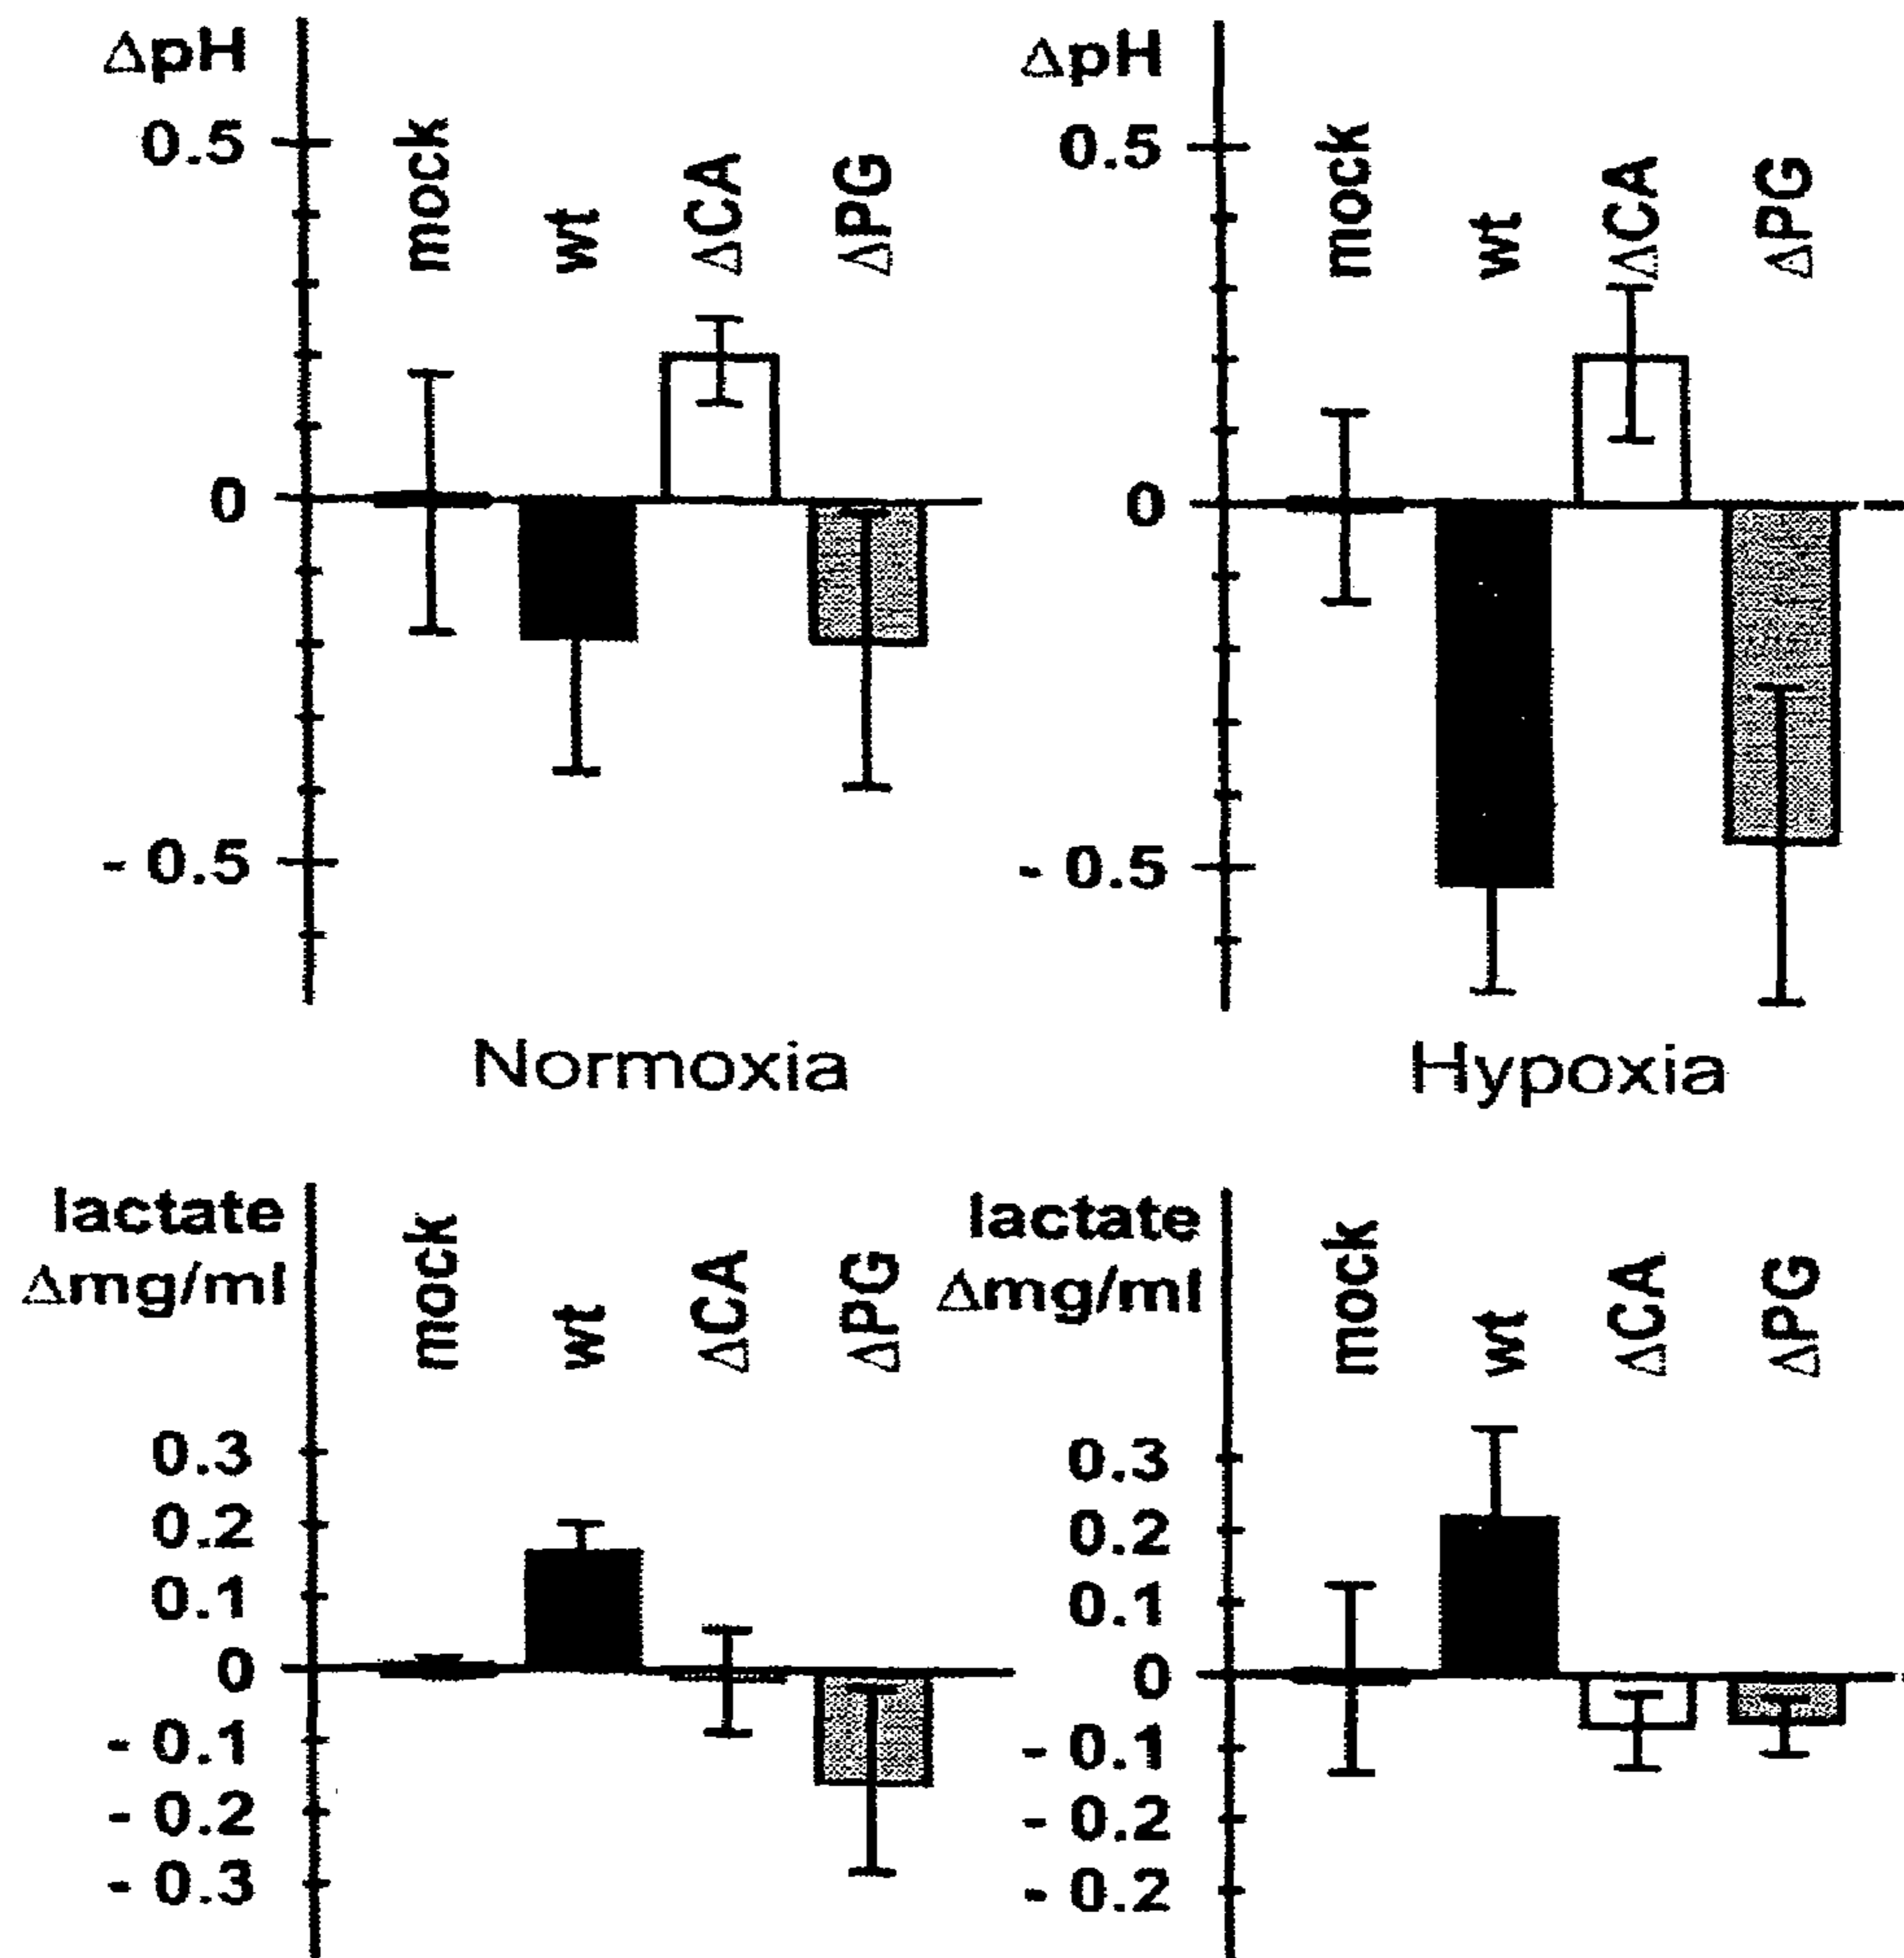 ΔpH
0.5
0
- 0.5
mock
wt
ΔCA
ΔPG
Normoxia
ΔpH
0.5
0
- 0.5
mock
wt
ΔCA
ΔPG
Hypoxia
lactate
Δmg/ml
0.3
0.2
0.1
0
- 0.1
- 0.2
- 0.3
mock
wt
ΔCA
ΔPG
lactate
Δmg/ml
0.3
0.2
0.1
0
- 0.1
- 0.2
- 0.2
mock
wt
ΔCA
ΔPG